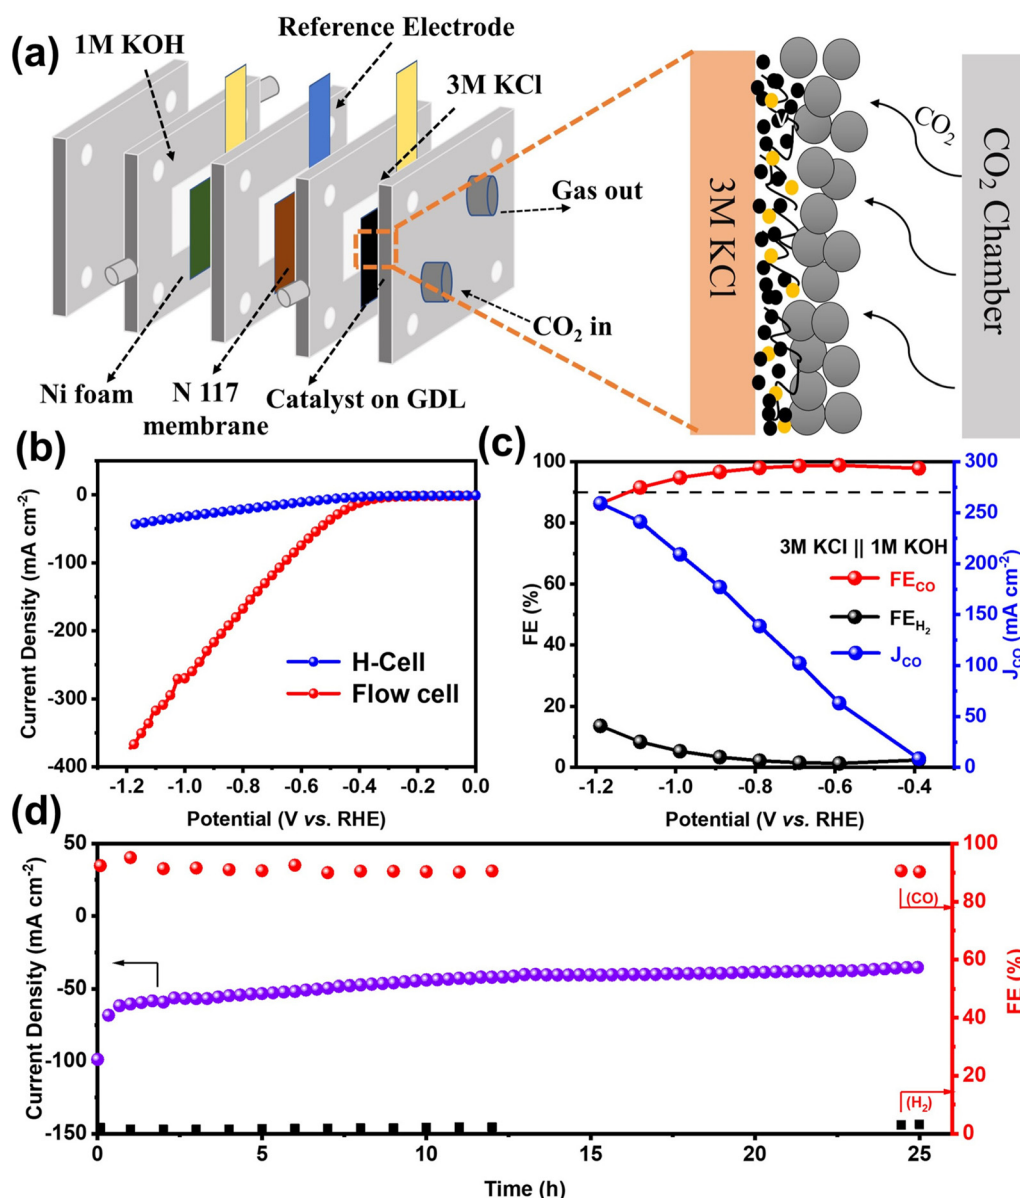 (a)
1M KOH
Reference Electrode
3M KCl
Gas out
CO2 in
Ni foam
N 117
membrane
Catalyst on GDL
3M KCl
CO2
CO2 Chamber
(b)
Current Density (mA cm-2)
0
-100
-200
-300
-400
H-Cell
Flow cell
-1.2 -1.0 -0.8 -0.6 -0.4 -0.2 0.0
Potential (V vs. RHE)
(c)
FE (%)
100
80
60
40
20
0
3M KCl || 1M KOH
FECO
FEH2
JCO
300
250
200
150
100
50
0
JCO (mA cm-2)
-1.2 -1.0 -0.8 -0.6 -0.4
Potential (V vs. RHE)
(d)
Current Density (mA cm-2)
50
0
-50
-100
-150
(CO)
(H2)
100
80
60
40
20
0
FE (%)
0 5 10 15 20 25
Time (h)